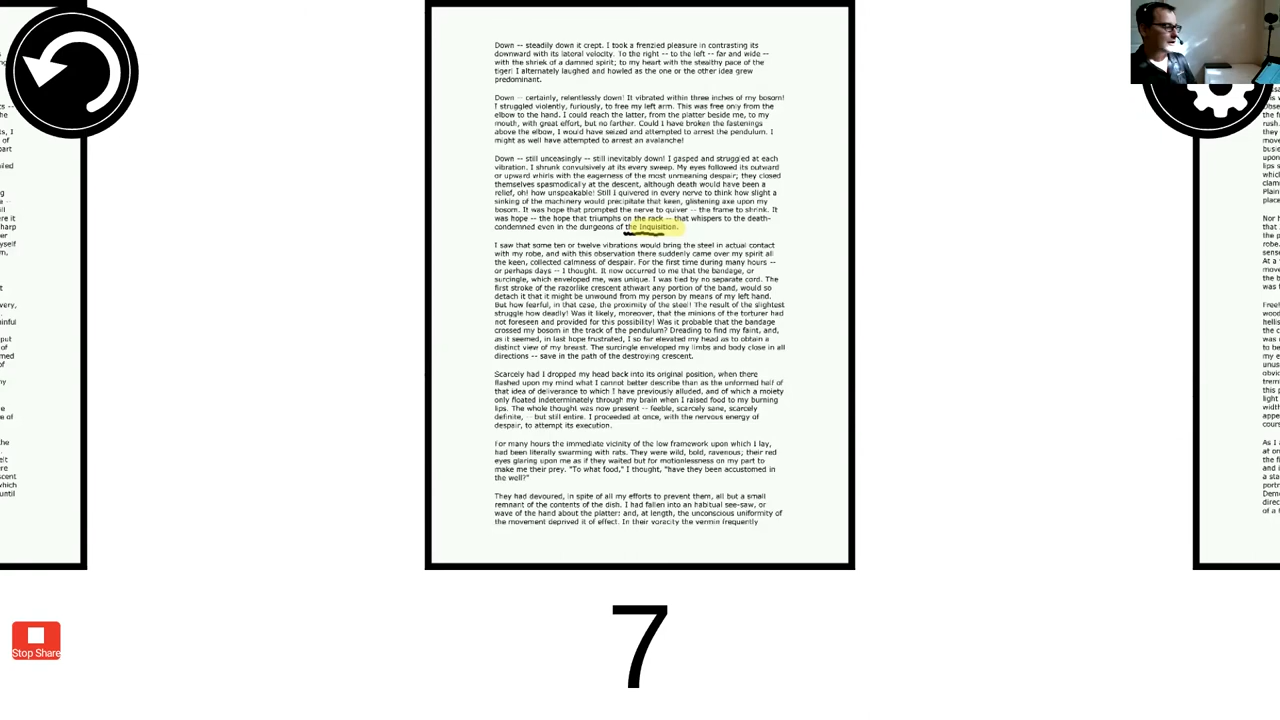 Down -- steadily down it crept. I took a frenzied pleasure in contrasting its
downward with its lateral velocity. To the right -- to the left -- far and wide --
with the shriek of a damned spirit; to my heart with the stealthy pace of the
tiger! I alternately laughed and howled as the one or the other idea grew
predominant.
Down -- certainly, relentlessly down! It vibrated within three inches of my bosom!
I struggled violently, furiously, to free my left arm. This was free only from the
elbow to the hand. I could reach the latter, from the platter beside me, to my
mouth, with great effort, but no farther. Could I have broken the fastenings
above the elbow, I would have seized and attempted to arrest the pendulum. I
might as well have attempted to arrest an avalanche!
Down -- still unceasingly -- still inevitably down! I gasped and struggled at each
vibration. I shrunk convulsively at its every sweep. My eyes followed its outward
or upward whirls with the eagerness of the most unmeaning despair; they closed
themselves spasmodically at the descent, although death would have been a
relief, oh! how unspeakable! Still I quivered in every nerve to think how slight a
sinking of the machinery would precipitate that keen, glistening axe upon my
bosom. It was hope that prompted the nerve to quiver -- the frame to shrink. It
was hope -- the hope that triumphs on the rack -- that whispers to the death-
condemned even in the dungeons of the Inquisition.
I saw that some ten or twelve vibrations would bring the steel in actual contact
with my robe, and with this observation there suddenly came over my spirit all
the keen, collected calmness of despair. For the first time during many hours --
or perhaps days -- I thought. It now occurred to me that the bandage, or
surcingle, which enveloped me, was unique. I was tied by no separate cord. The
first stroke of the razorlike crescent athwart any portion of the band, would so
detach it that it might be unwound from my person by means of my left hand.
But how fearful, in that case, the proximity of the steel! The result of the slightest
struggle how deadly! Was it likely, moreover, that the minions of the torturer had
not foreseen and provided for this possibility! Was it probable that the bandage
crossed my bosom in the track of the pendulum? Dreading to find my faint, and,
as it seemed, in last hope frustrated, I so far elevated my head as to obtain a
distinct view of my breast. The surcingle enveloped my limbs and body close in all
directions -- save in the path of the destroying crescent.
Scarcely had I dropped my head back into its original position, when there
flashed upon my mind what I cannot better describe than as the unformed half of
that idea of deliverance to which I have previously alluded, and of which a moiety
only floated indeterminately through my brain when I raised food to my burning
lips. The whole thought was now present -- feeble, scarcely sane, scarcely
definite, -- but still entire. I proceeded at once, with the nervous energy of
despair, to attempt its execution.
For many hours the immediate vicinity of the low framework upon which I lay,
had been literally swarming with rats. They were wild, bold, ravenous; their red
eyes glaring upon me as if they waited but for motionlessness on my part to
make me their prey. "To what food," I thought, "have they been accustomed in
the well?"
They had devoured, in spite of all my efforts to prevent them, all but a small
remnant of the contents of the dish. I had fallen into an habitual see-saw, or
wave of the hand about the platter: and, at length, the unconscious uniformity of
the movement deprived it of effect. In their voracity the vermin frequently
7
Stop Share